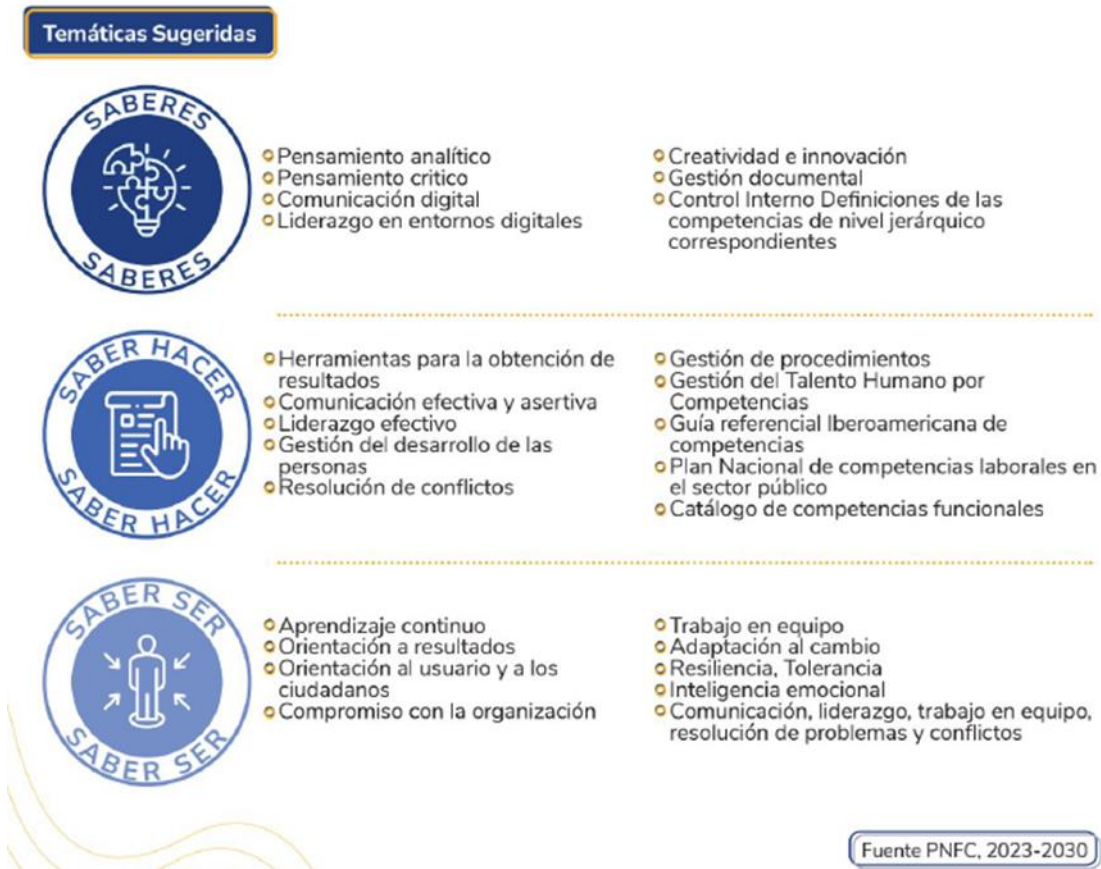 Temáticas Sugeridas
SABERES
SABERES
Pensamiento analítico
Pensamiento critico
Comunicación digital
Liderazgo en entornos digitales
Creatividad e innovación
Gestión documental
Control Interno Definiciones de las
competencias de nivel jerárquico
correspondientes
SABER HACER
SABER HACER
Herramientas para la obtención de
resultados
Comunicación efectiva y asertiva
Liderazgo efectivo
Gestión del desarrollo de las
personas
Resolución de conflictos
Gestión de procedimientos
Gestión del Talento Humano por
Competencias
Guía referencial Iberoamericana de
competencias
Plan Nacional de competencias laborales en
el sector público
Catálogo de competencias funcionales
SABER SER
SABER SER
Aprendizaje continuo
Orientación a resultados
Orientación al usuario y a los
ciudadanos
Compromiso con la organización
Trabajo en equipo
Adaptación al cambio
Resiliencia, Tolerancia
Inteligencia emocional
Comunicación, liderazgo, trabajo en equipo,
resolución de problemas y conflictos
Fuente PNFC, 2023-2030